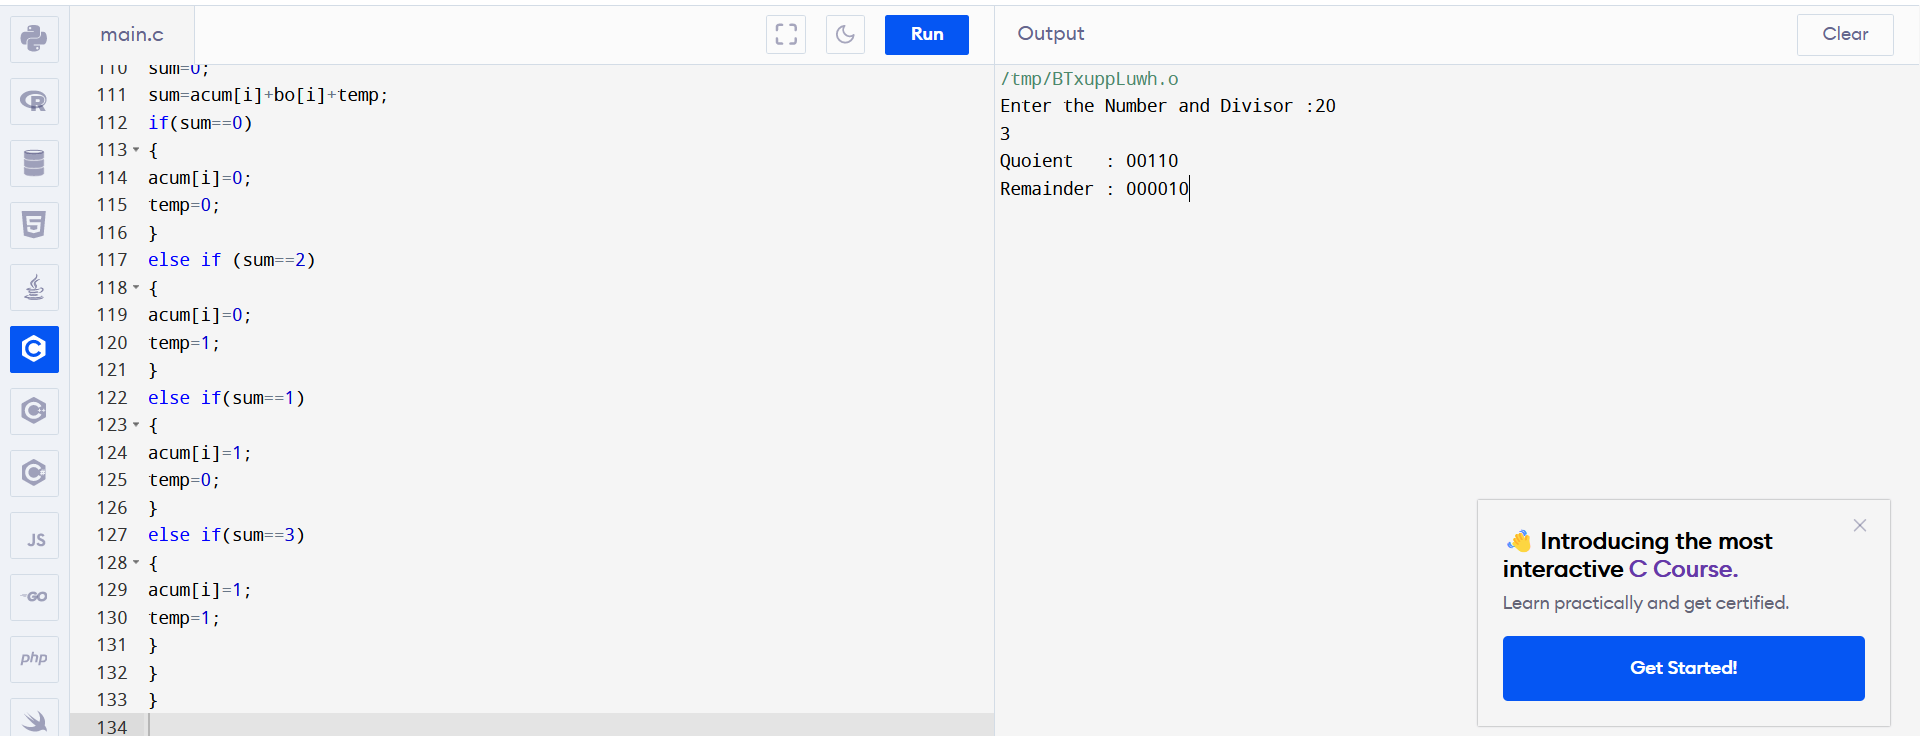 main.c
Run
Output
Clear
110 sum=0;
111 sum=acum[i]+bo[i]+temp;
112 if(sum==0)
113 {
114 acum[i]=0;
115 temp=0;
116 }
117 else if (sum==2)
118 {
119 acum[i]=0;
120 temp=1;
121 }
122 else if(sum==1)
123 {
124 acum[i]=1;
125 temp=0;
126 }
127 else if(sum==3)
128 {
129 acum[i]=1;
130 temp=1;
131 }
132 }
133 }
134
/tmp/BTxuppLuwh.o
Enter the Number and Divisor :20
3
Quoient   : 00110
Remainder : 000010
R
5
C
C
C
JS
GO
php
👋 Introducing the most
interactive C Course.
Learn practically and get certified.
Get Started!